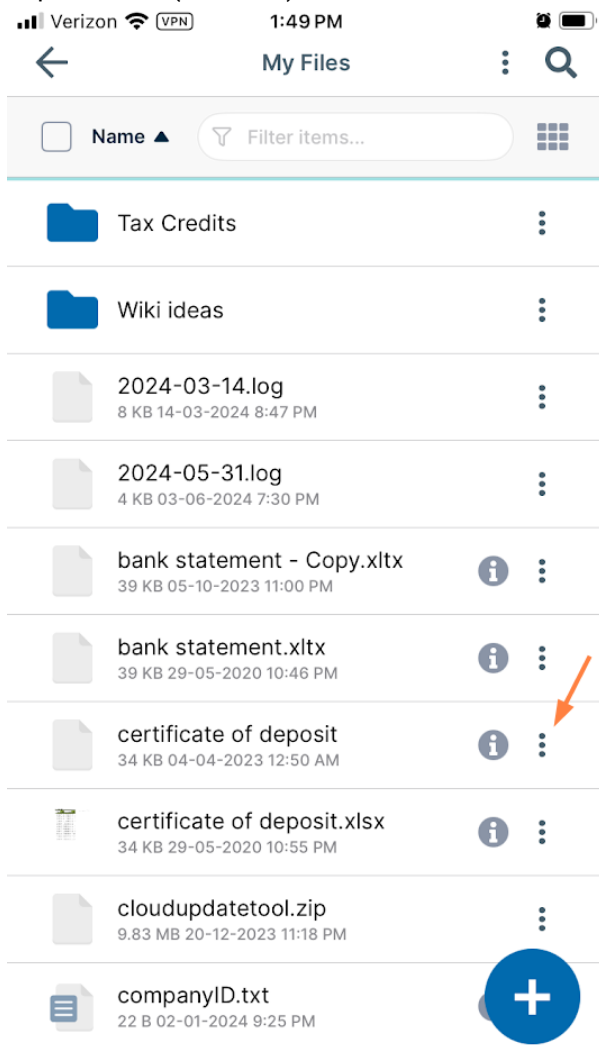 Verizon VPN 1:49 PM
My Files
Name ▲ Filter items...
Tax Credits
Wiki ideas
2024-03-14.log
8 KB 14-03-2024 8:47 PM
2024-05-31.log
4 KB 03-06-2024 7:30 PM
bank statement - Copy.xltx
39 KB 05-10-2023 11:00 PM
bank statement.xltx
39 KB 29-05-2020 10:46 PM
certificate of deposit
34 KB 04-04-2023 12:50 AM
certificate of deposit.xlsx
34 KB 29-05-2020 10:55 PM
cloudupdatetool.zip
9.83 MB 20-12-2023 11:18 PM
companyID.txt
22 B 02-01-2024 9:25 PM